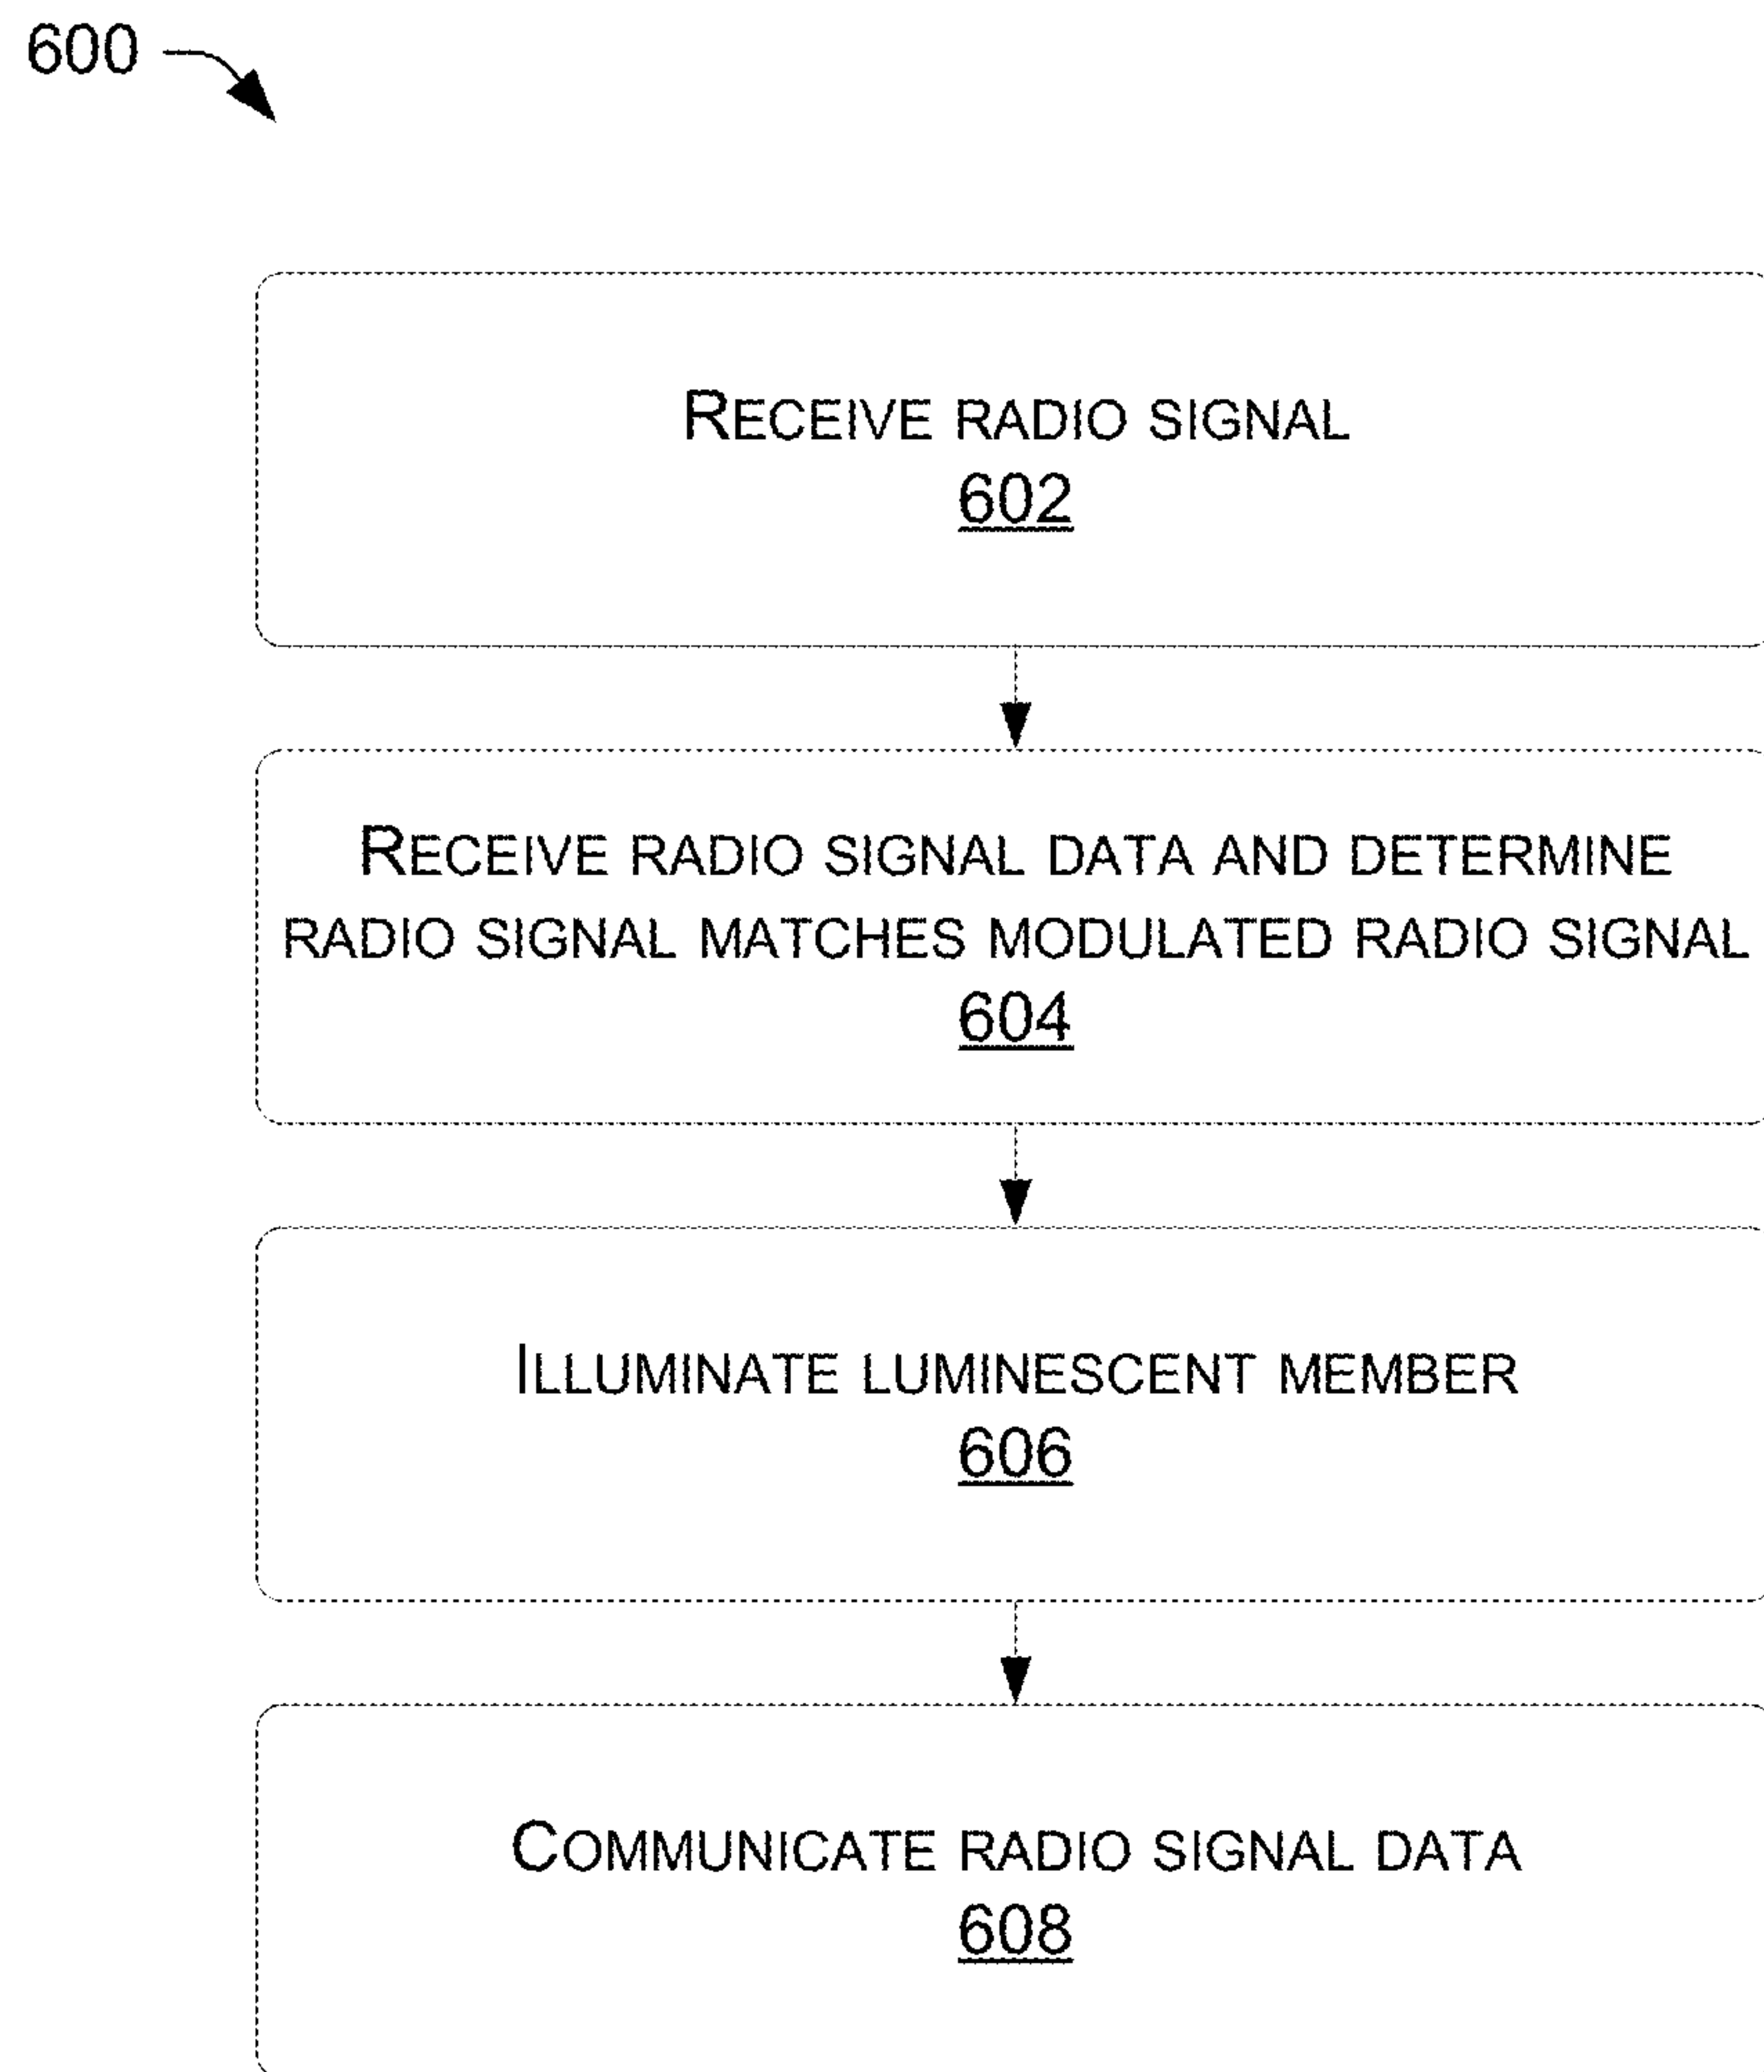 600
RECEIVE RADIO SIGNAL
602
RECEIVE RADIO SIGNAL DATA AND DETERMINE
RADIO SIGNAL MATCHES MODULATED RADIO SIGNAL
604
ILLUMINATE LUMINESCENT MEMBER
606
COMMUNICATE RADIO SIGNAL DATA
608